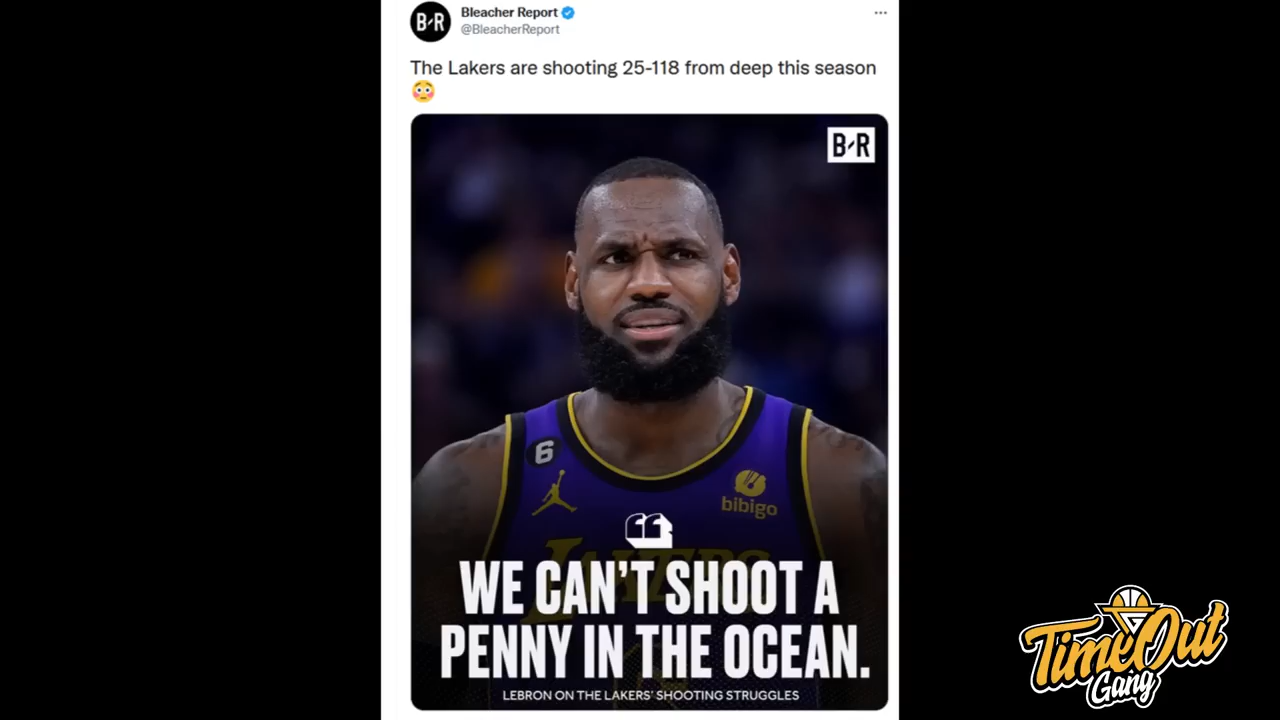 B/R
Bleacher Report
@BleacherReport
The Lakers are shooting 25-118 from deep this season
B/R
6
bibigo
LAKERS
WE CAN'T SHOOT A
PENNY IN THE OCEAN.
LEBRON ON THE LAKERS' SHOOTING STRUGGLES
TimeOut
Gang